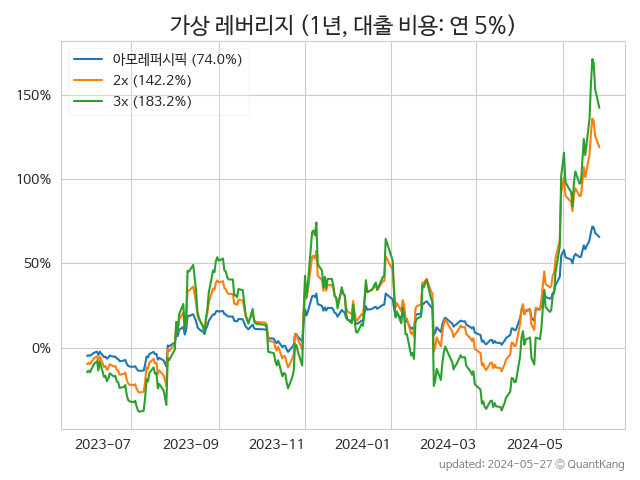 가상 레버리지 (1년, 대출 비용: 연 5%)
아모레퍼시픽 (74.0%)
2x (142.2%)
3x (183.2%)
150%
100%
50%
0%
2023-07 2023-09 2023-11 2024-01 2024-03 2024-05
updated: 2024-05-27 © QuantKang